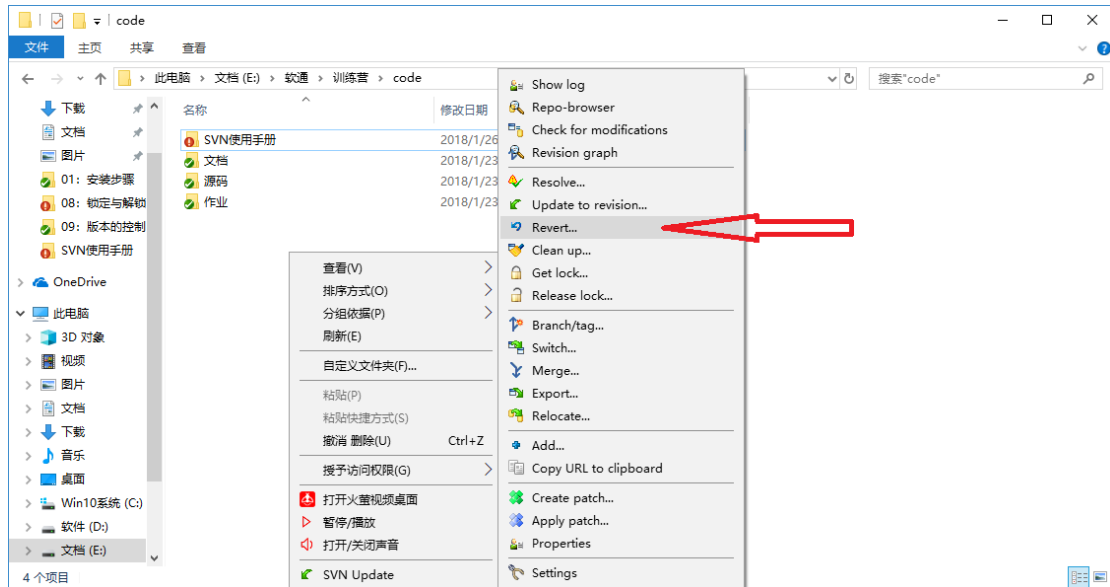 code
文件 主页 共享 查看
此电脑 › 文档 (E:) › 软通 › 训练营 › code
搜索"code"
下载
文档
图片
01：安装步骤
08：锁定与解锁
09：版本的控制
SVN使用手册
OneDrive
此电脑
3D 对象
视频
图片
文档
下载
音乐
桌面
Win10系统 (C:)
软件 (D:)
文档 (E:)
4 个项目
名称 修改日期
SVN使用手册 2018/1/26
文档 2018/1/23
源码 2018/1/23
作业 2018/1/23
查看(V)
排序方式(O)
分组依据(P)
刷新(E)
自定义文件夹(F)...
粘贴(P)
粘贴快捷方式(S)
撤消 删除(U) Ctrl+Z
授予访问权限(G)
打开火萤视频桌面
暂停/播放
打开/关闭声音
SVN Update
Show log
Repo-browser
Check for modifications
Revision graph
Resolve...
Update to revision...
Revert...
Clean up...
Get lock...
Release lock...
Branch/tag...
Switch...
Merge...
Export...
Relocate...
Add...
Copy URL to clipboard
Create patch...
Apply patch...
Properties
Settings